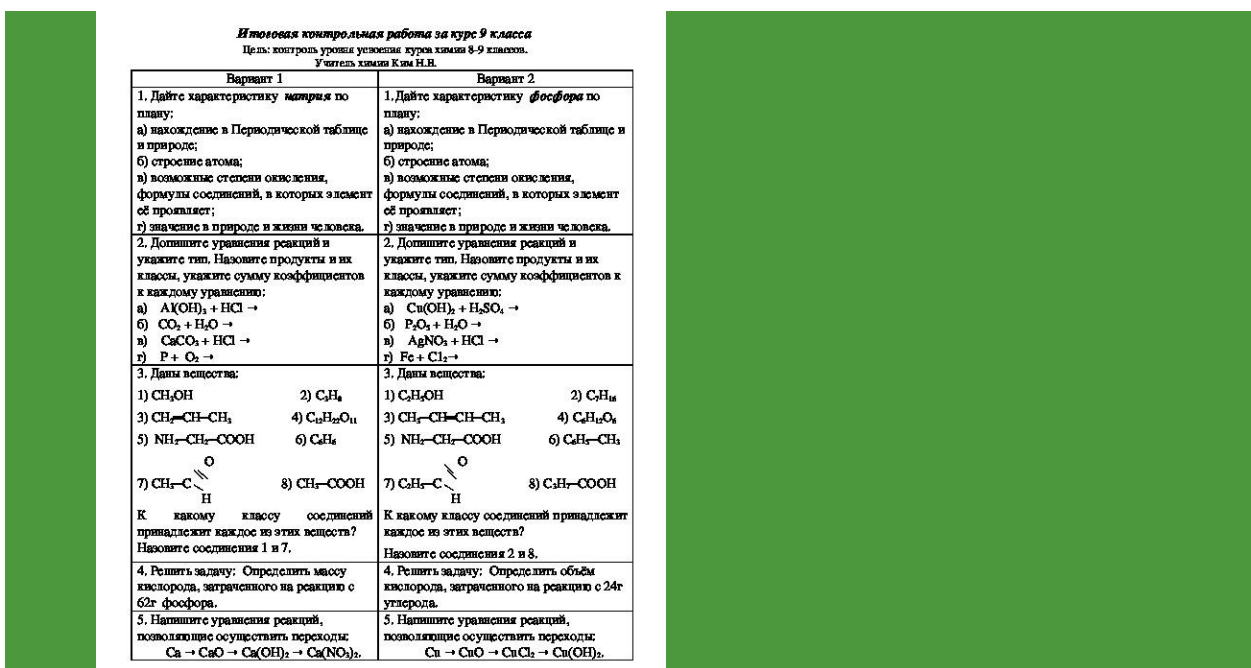 Итоговая контрольная работа за курс 9 класса
Цель: контроль уровня усвоения курса химии 8-9 классов.
Учитель химии Ким Н.В.
Вариант 1
1. Дайте характеристику натрия по
плану:
а) нахождение в Периодической таблице
и природе;
б) строение атома;
в) возможные степени окисления,
формулы соединений, в которых элемент
её проявляет;
г) значение в природе и жизни человека.
2. Допишите уравнения реакций и
укажите тип. Назовите продукты и их
классы, укажите сумму коэффициентов
к каждому уравнению:
а) Al(OH)₃ + HCl →
б) CO₂ + H₂O →
в) CaCO₃ + HCl →
г) P + O₂ →
3. Даны вещества:
1) CH₃OH 2) C₃H₈
3) CH₂=CH–CH₃ 4) C₁₂H₂₂O₁₁
5) NH₂–CH₂–COOH 6) C₆H₆
O
7) CH₃–C 8) CH₃–COOH
H
К какому классу соединений
принадлежит каждое из этих веществ?
Назовите соединения 1 и 7.
4. Решить задачу: Определить массу
кислорода, затраченного на реакцию с
62г фосфора.
5. Напишите уравнения реакций,
позволяющие осуществить переходы:
Ca → CaO → Ca(OH)₂ → Ca(NO₃)₂.
Вариант 2
1.Дайте характеристику фосфора по
плану:
а) нахождение в Периодической таблице и
природе;
б) строение атома;
в) возможные степени окисления,
формулы соединений, в которых элемент
её проявляет;
г) значение в природе и жизни человека.
2. Допишите уравнения реакций и
укажите тип. Назовите продукты и их
классы, укажите сумму коэффициентов к
каждому уравнению:
а) Cu(OH)₂ + H₂SO₄ →
б) P₂O₅ + H₂O →
в) AgNO₃ + HCl →
г) Fe + Cl₂→
3. Даны вещества:
1) C₂H₅OH 2) C₇H₁₆
3) CH₃–CH=CH–CH₃ 4) C₆H₁₂O₆
5) NH₂–CH₂–COOH 6) C₆H₅–CH₃
O
7) C₂H₅–C 8) C₃H₇–COOH
H
К какому классу соединений принадлежит
каждое из этих веществ?
Назовите соединения 2 и 8.
4. Решить задачу: Определить объём
кислорода, затраченного на реакцию с 24г
углерода.
5. Напишите уравнения реакций,
позволяющие осуществить переходы:
Cu → CuO → CuCl₂ → Cu(OH)₂.